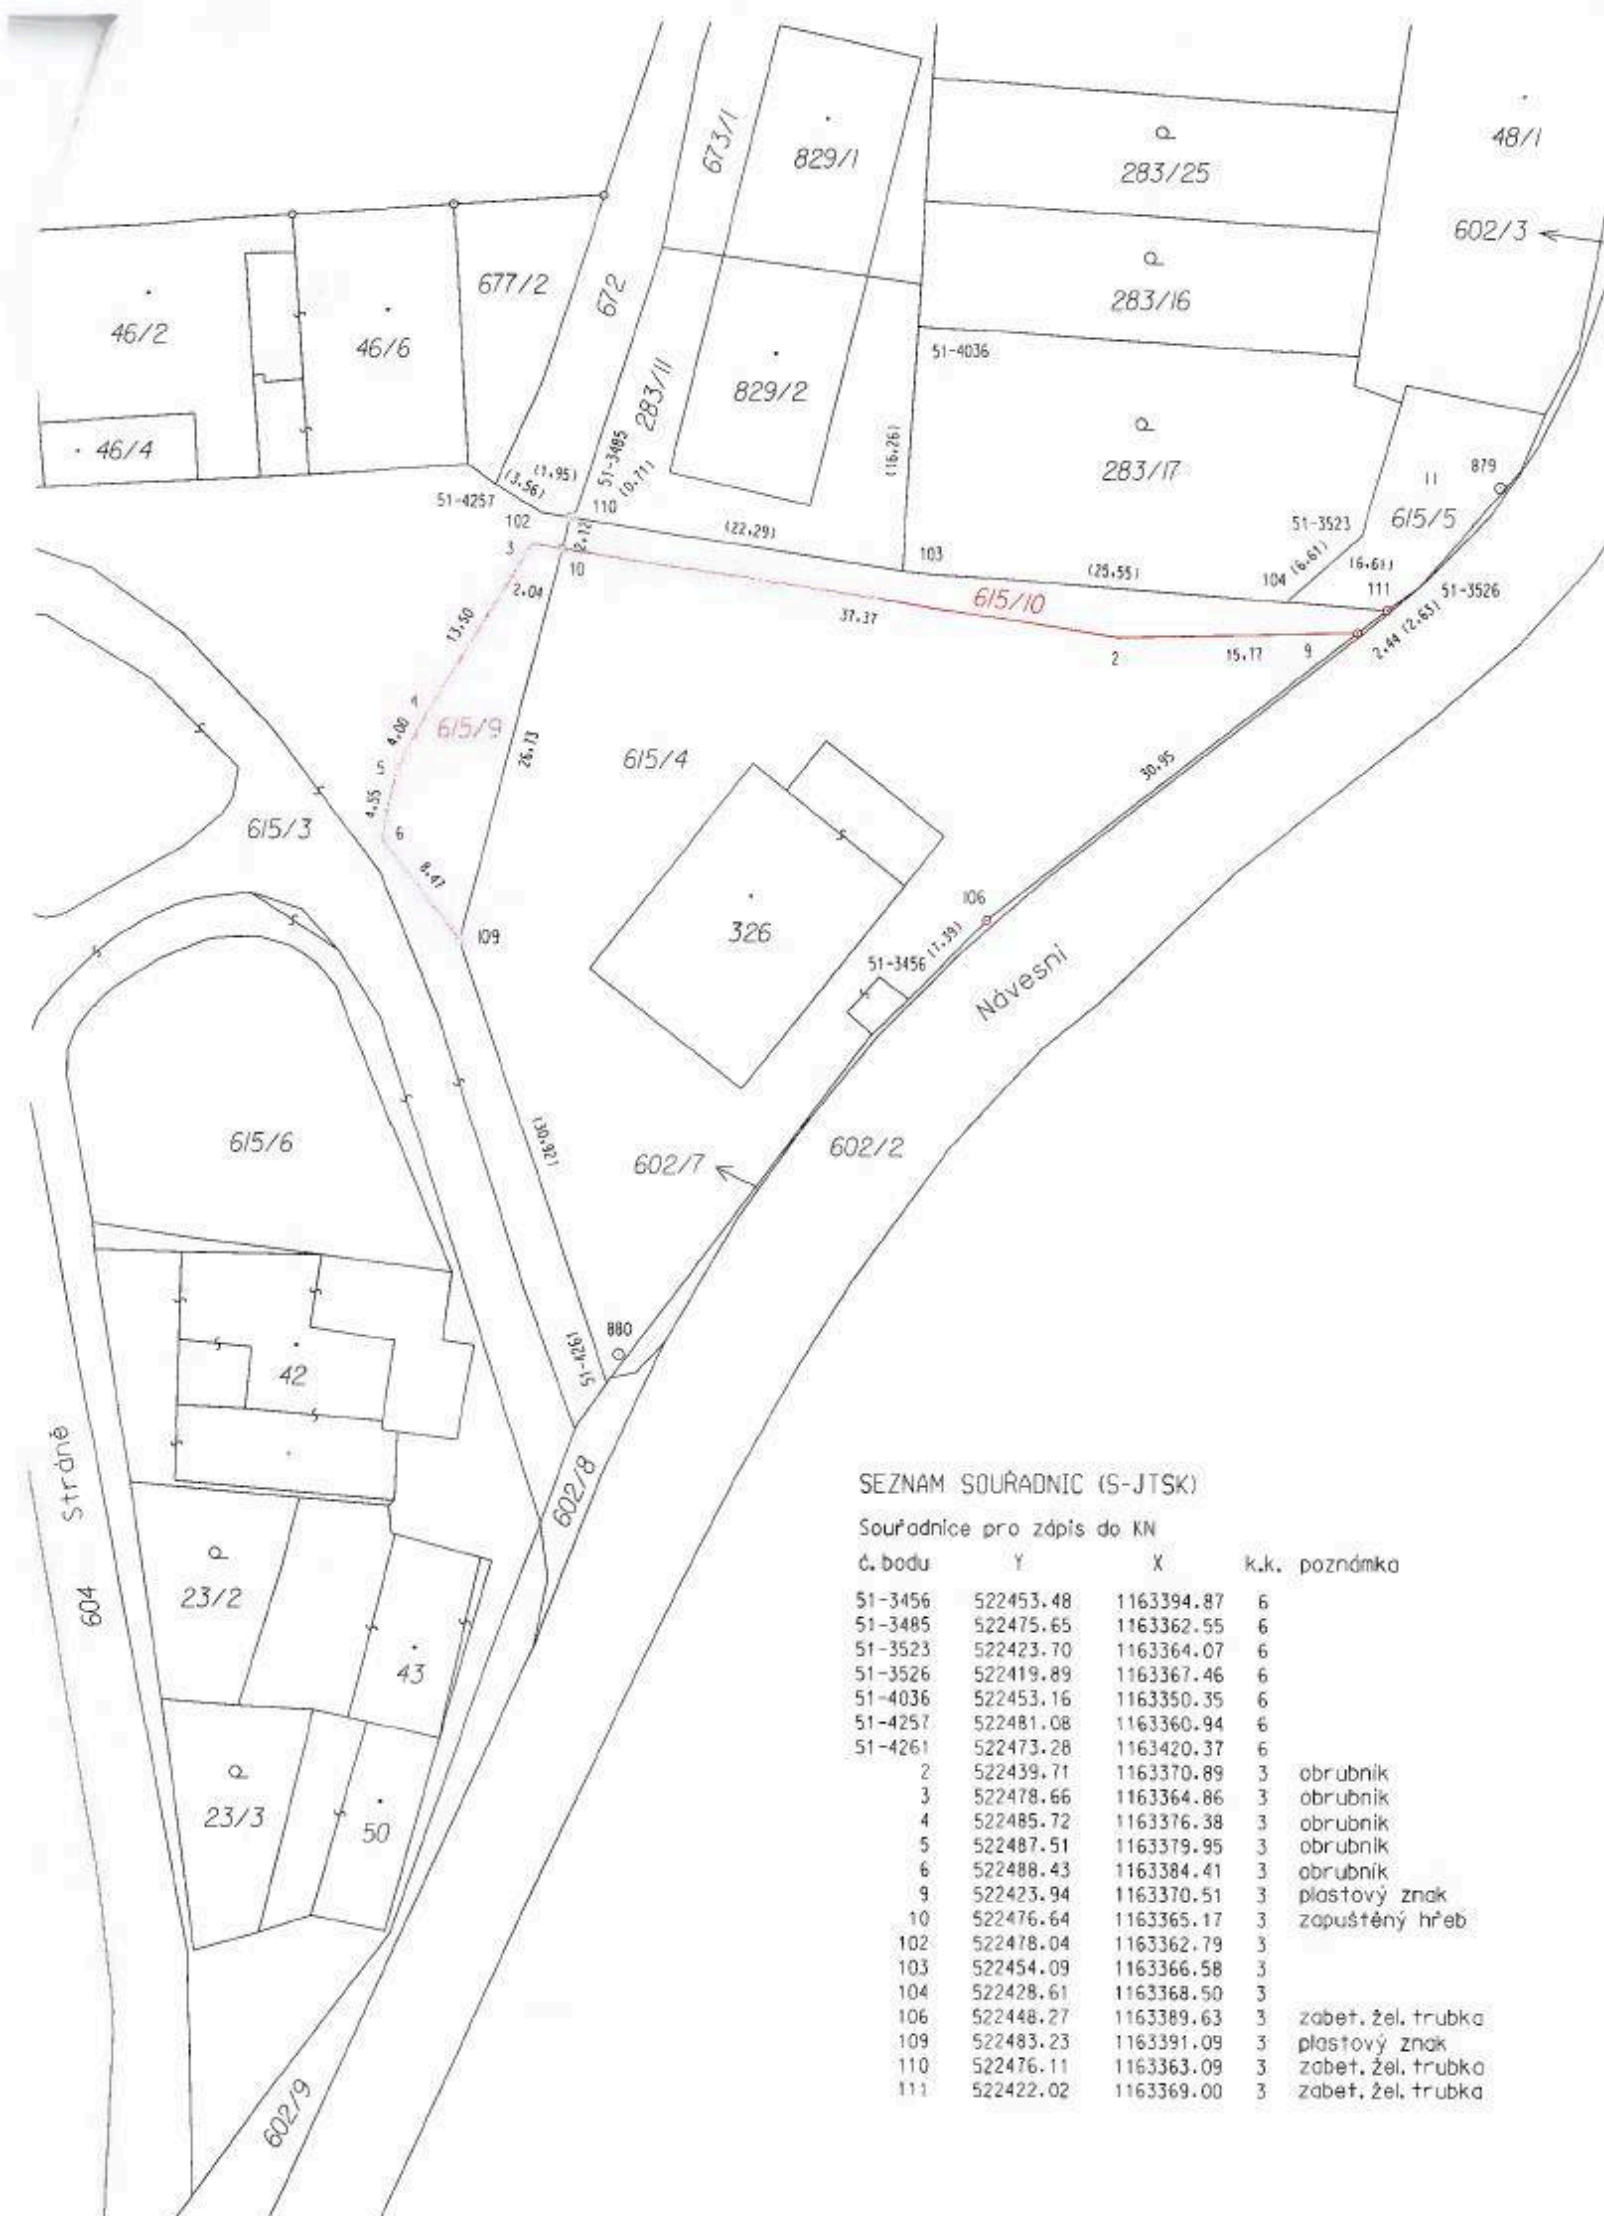 673/1
829/1
283/25
48/1
602/3
677/2
672
283/16
46/2
46/6
51-4036
283/11
829/2
46/4
(16.26)
283/17
879
51-3485
(1.95)
(3.56)
(0.71)
51-4257
102
110
II
615/5
51-3523
3
2.12
(22.29)
103
10
(25.55)
104
(6.61)
(6.61)
111
51-3526
2.04
615/10
13.50
37.37
2
15.17
9
2.44 (2.63)
4.00
615/9
26.73
615/4
5
4.55
6
30.95
615/3
8.47
109
326
106
(7.39)
51-3456
Návesní
615/6
(30.92)
602/7
602/2
880
51-4261
42
Stráně
602/8
23/2
604
43
23/3
50
602/9
SEZNAM SOUŘADNIC (S-JTSK)
Souřadnice pro zápis do KN
č. bodu Y X k.k. poznámka
51-3456 522453.48 1163394.87 6
51-3485 522475.65 1163362.55 6
51-3523 522423.70 1163364.07 6
51-3526 522419.89 1163367.46 6
51-4036 522453.16 1163350.35 6
51-4257 522481.08 1163360.94 6
51-4261 522473.28 1163420.37 6
2 522439.71 1163370.89 3 obrubník
3 522478.66 1163364.86 3 obrubník
4 522485.72 1163376.38 3 obrubník
5 522487.51 1163379.95 3 obrubník
6 522488.43 1163384.41 3 obrubník
9 522423.94 1163370.51 3 plastový znak
10 522476.64 1163365.17 3 zapuštěný hřeb
102 522478.04 1163362.79 3
103 522454.09 1163366.58 3
104 522428.61 1163368.50 3
106 522448.27 1163389.63 3 zabet. žel. trubka
109 522483.23 1163391.09 3 plastový znak
110 522476.11 1163363.09 3 zabet. žel. trubka
111 522422.02 1163369.00 3 zabet. žel. trubka